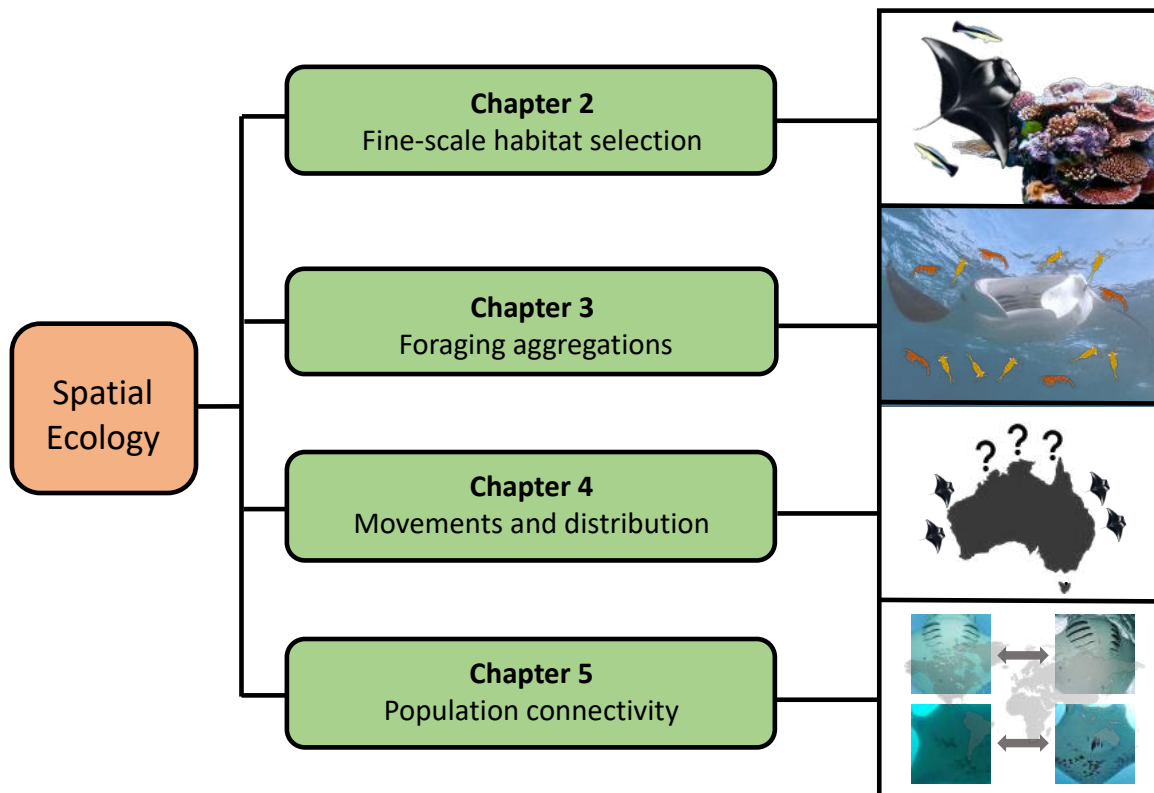 Spatial
Ecology
Chapter 2
Fine-scale habitat selection
Chapter 3
Foraging aggregations
Chapter 4
Movements and distribution
Chapter 5
Population connectivity
? ? ?